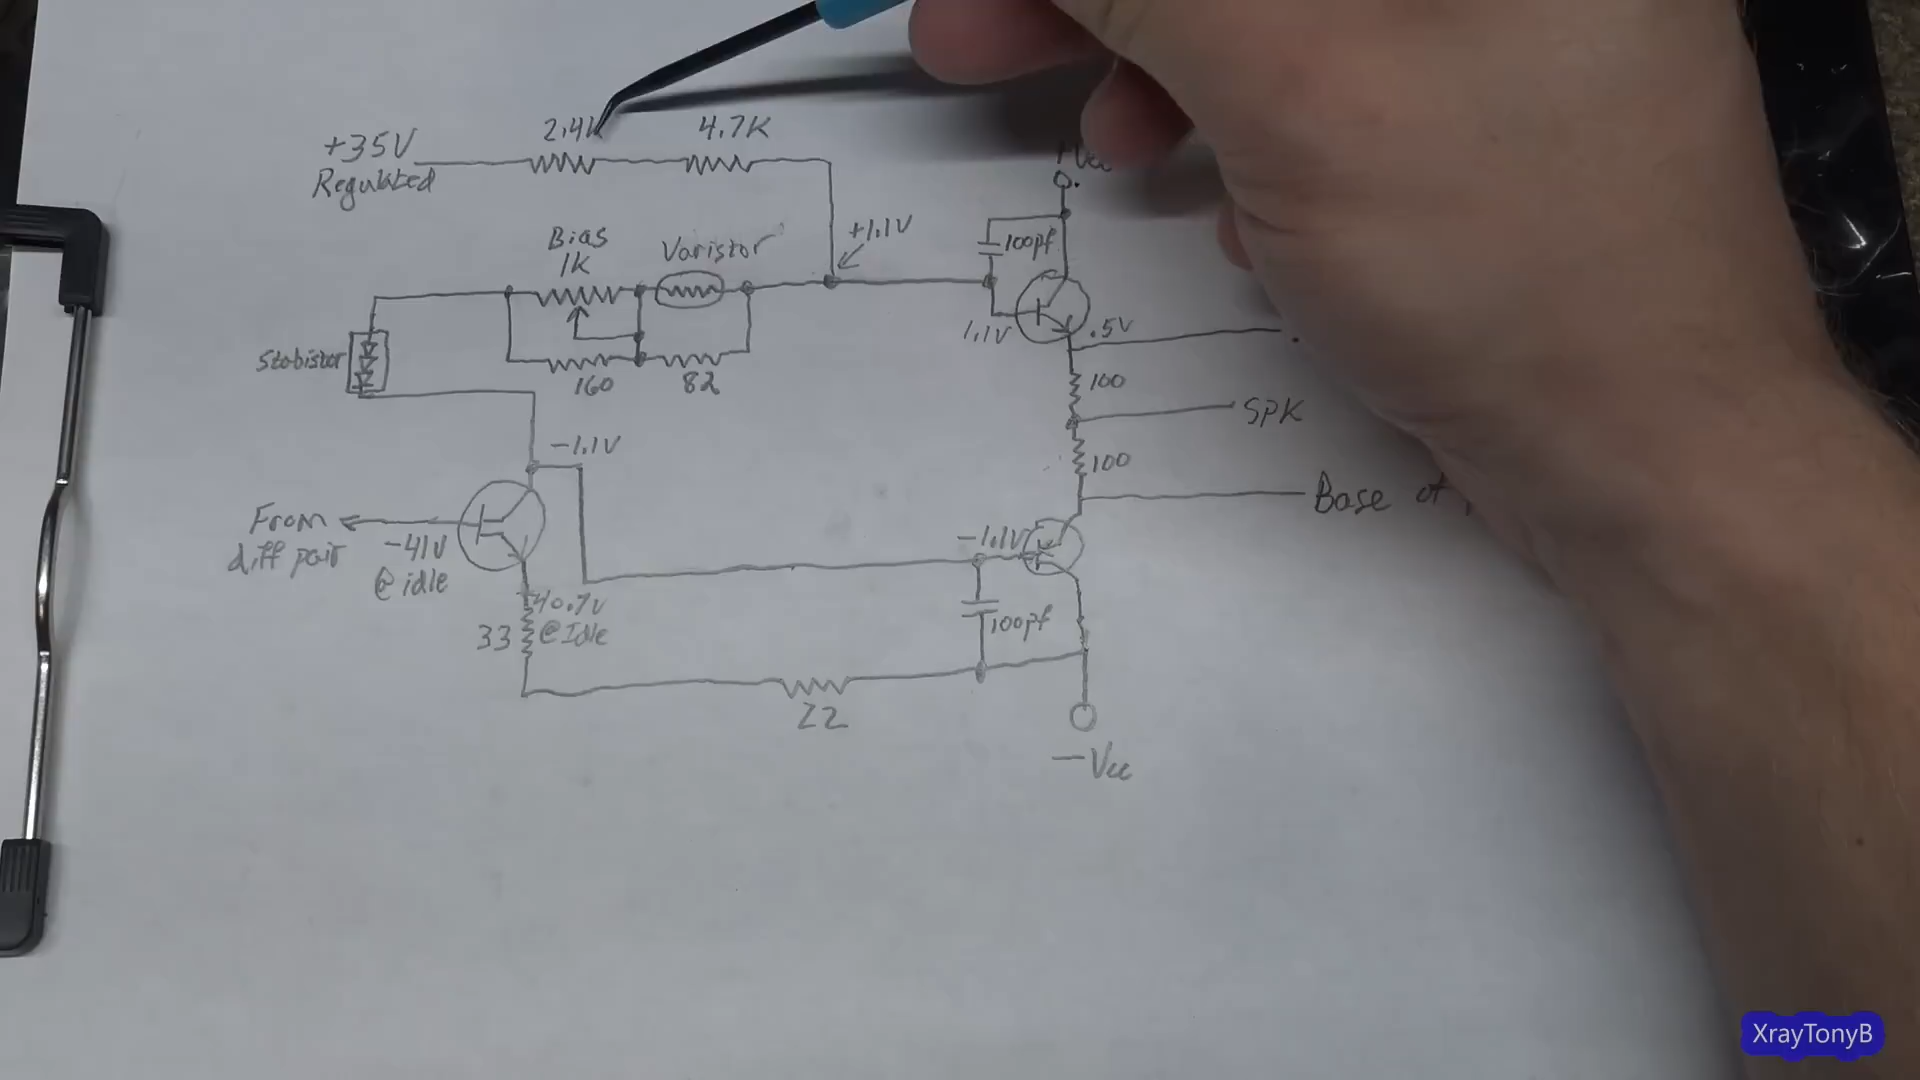 2.4K
4.7K
+35V
Regulated
+Vcc
Bias
1K
Varistor
+1.1V
100pf
1.1V
.5V
Stabistor
160
82
100
SPK
100
-1.1V
Base of
From
diff pair
-41V
@ idle
-1.1V
40.7V
@Idle
33
100pf
22
-Vcc
XrayTonyB